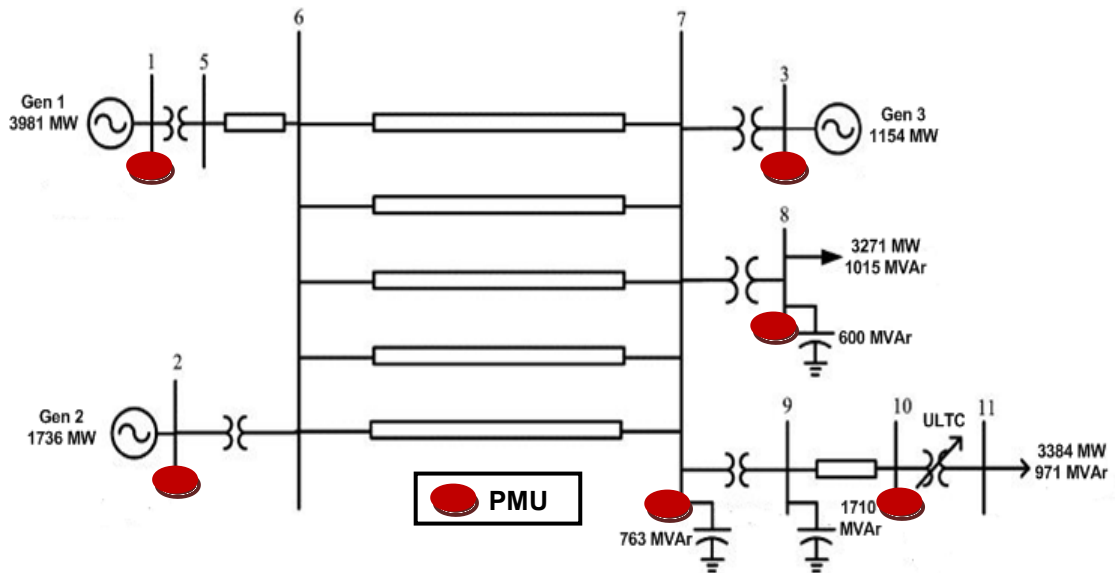 6
7
1
5
Gen 1
3981 MW
3
Gen 3
1154 MW
8
3271 MW
1015 MVAr
600 MVAr
2
Gen 2
1736 MW
9
10
ULTC
11
3384 MW
971 MVAr
PMU
763 MVAr
1710
MVAr